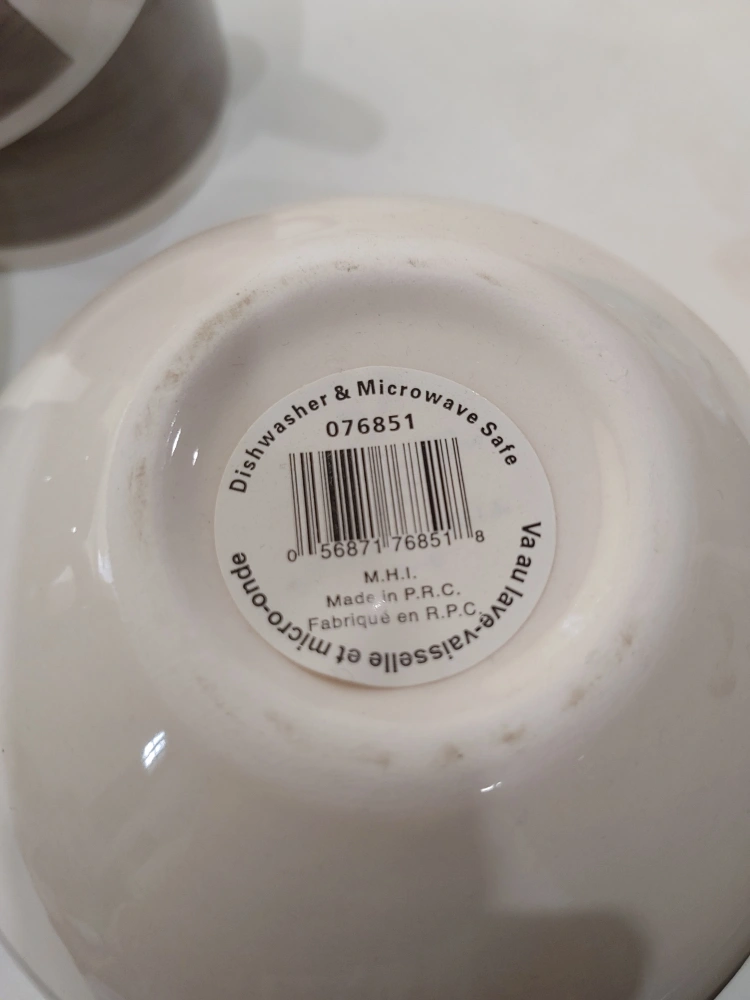 Dishwasher & Microwave Safe
076851
0 56871 76851 8
M.H.I.
Made in P.R.C.
Fabriqué en R.P.C.
Va au lave-vaisselle et micro-onde